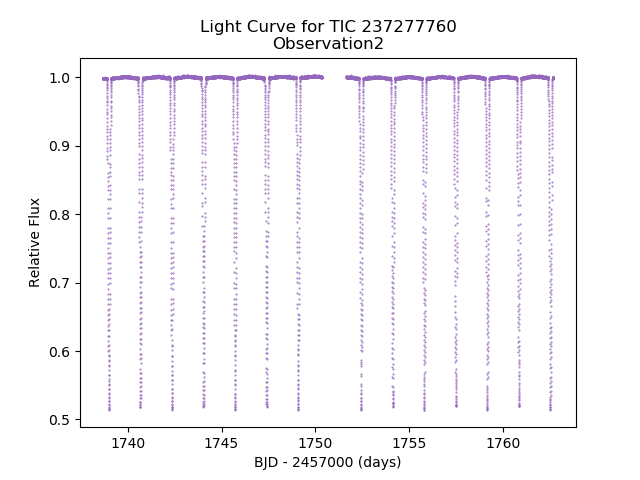 Light Curve for TIC 237277760
Observation2
1.0
0.9
0.8
0.7
0.6
0.5
Relative Flux
1740
1745
1750
1755
1760
BJD - 2457000 (days)